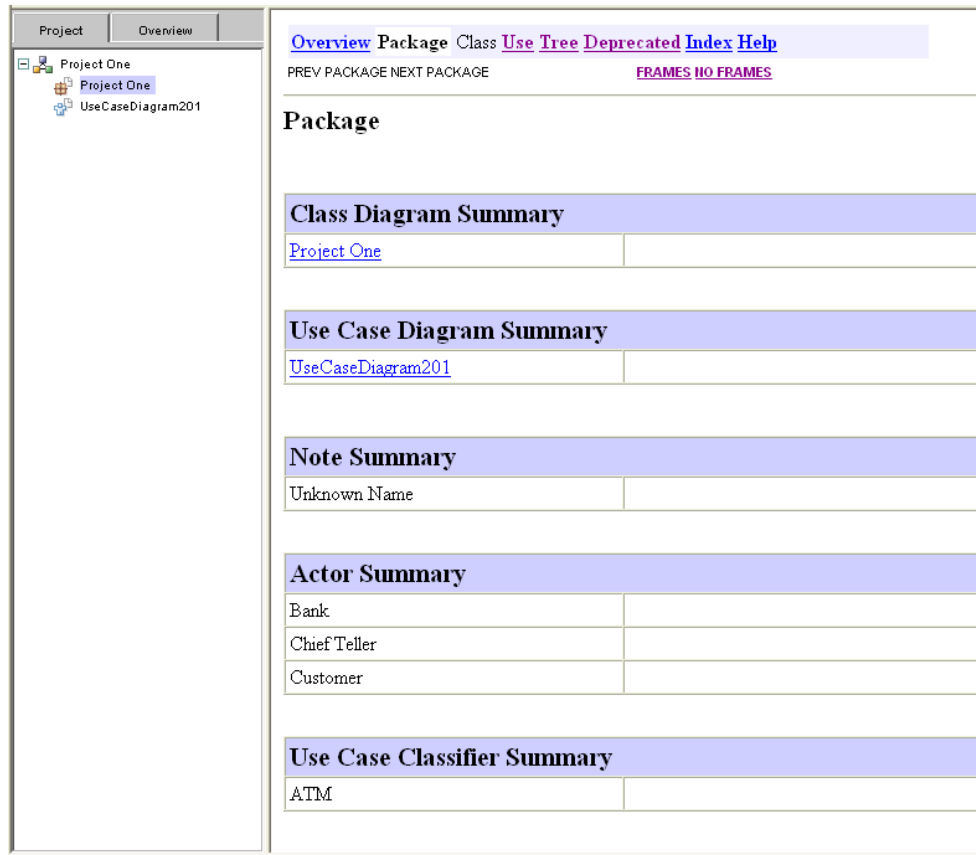 Project Overview
Project One
Project One
UseCaseDiagram201
Overview Package Class Use Tree Deprecated Index Help
PREV PACKAGE NEXT PACKAGE FRAMES NO FRAMES
Package
Class Diagram Summary
Project One
Use Case Diagram Summary
UseCaseDiagram201
Note Summary
Unknown Name
Actor Summary
Bank
Chief Teller
Customer
Use Case Classifier Summary
ATM